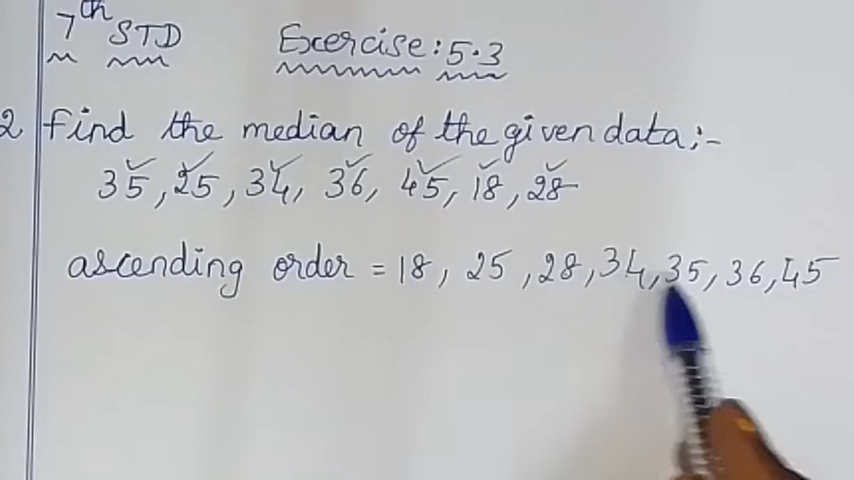 7th STD Exercise: 5.3
2 find the median of the given data:-
35, 25, 34, 36, 45, 18, 28
ascending order = 18, 25, 28, 34, 35, 36, 45